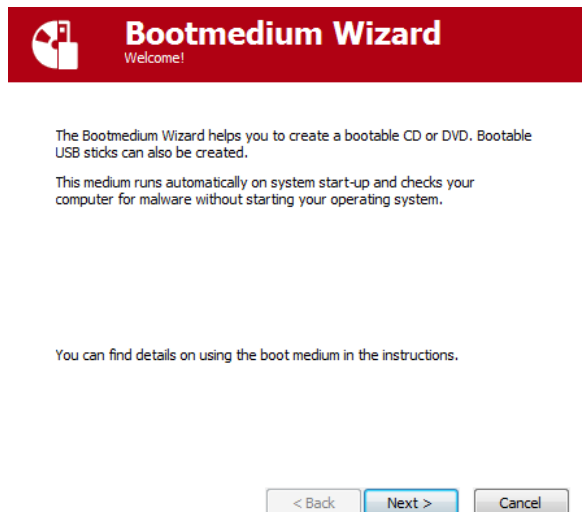 Bootmedium Wizard
Welcome!
The Bootmedium Wizard helps you to create a bootable CD or DVD. Bootable
USB sticks can also be created.
This medium runs automatically on system start-up and checks your
computer for malware without starting your operating system.
You can find details on using the boot medium in the instructions.
< Back Next > Cancel